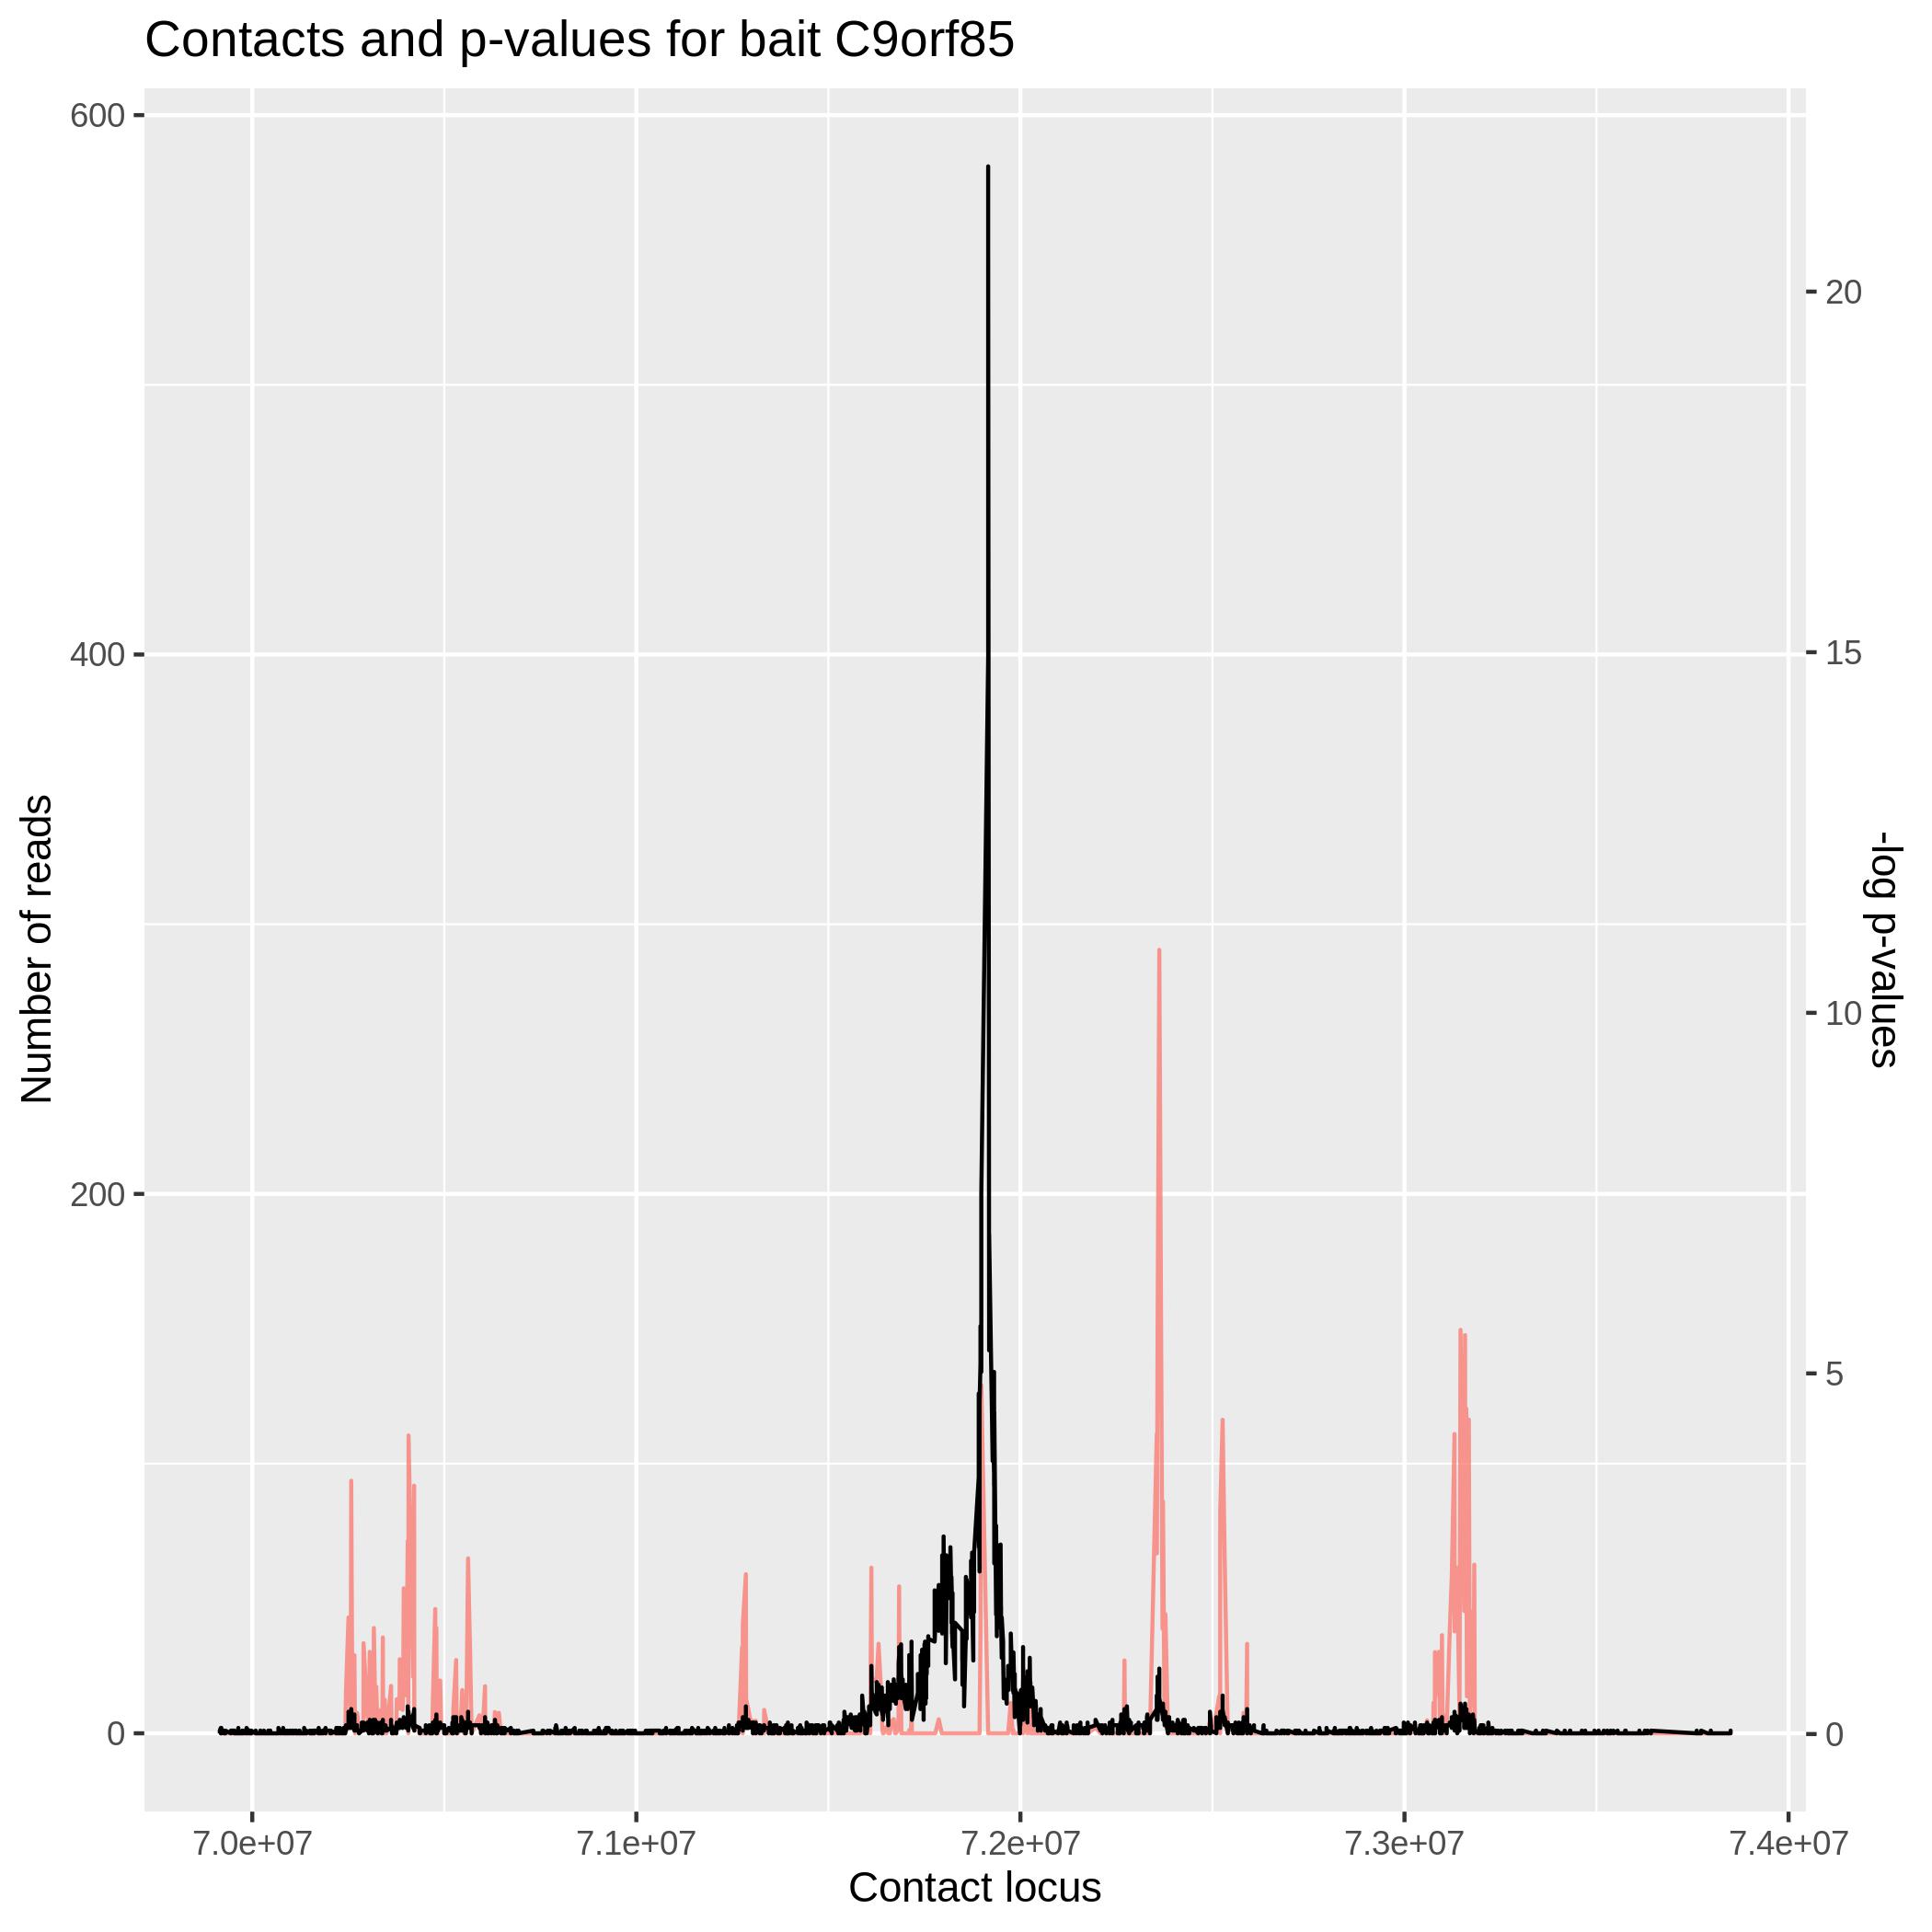 Contacts and p-values for bait C9orf85
600
400
200
0
Number of reads
20
15
10
5
0
-log p-values
7.0e+07
7.1e+07
7.2e+07
7.3e+07
7.4e+07
Contact locus